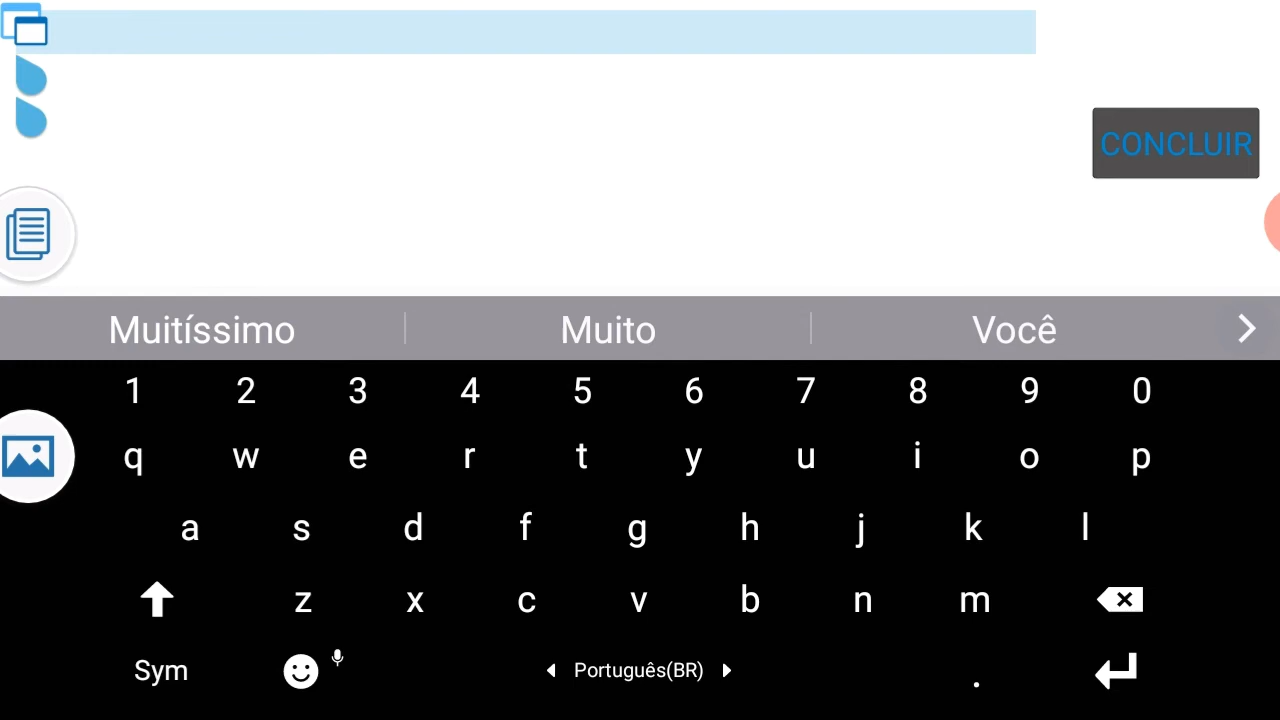 CONCLUIR
Muitíssimo Muito Você
1 2 3 4 5 6 7 8 9 0
q w e r t y u i o p
a s d f g h j k l
z x c v b n m
Sym Português(BR) .